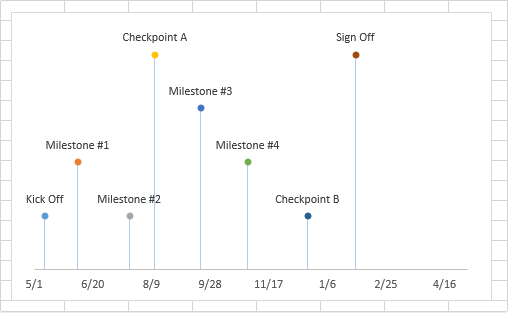 Checkpoint A
Sign Off
Milestone #3
Milestone #1
Milestone #4
Kick Off
Milestone #2
Checkpoint B
5/1 6/20 8/9 9/28 11/17 1/6 2/25 4/16